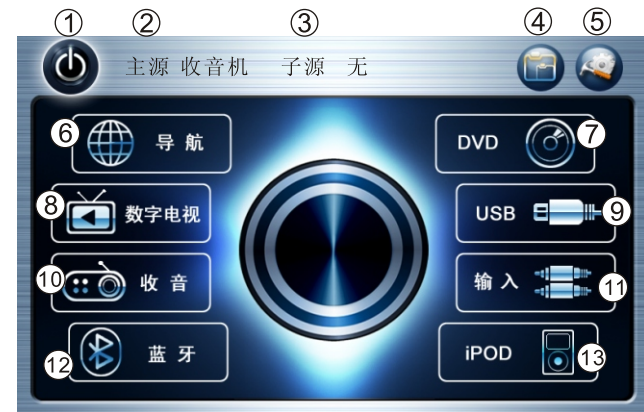 ① ② ③ ④ ⑤
主源 收音机 子源 无
⑥ 导航 DVD ⑦
⑧ 数字电视 USB ⑨
⑩ 收音 输入 ⑪
⑫ 蓝牙 iPOD ⑬